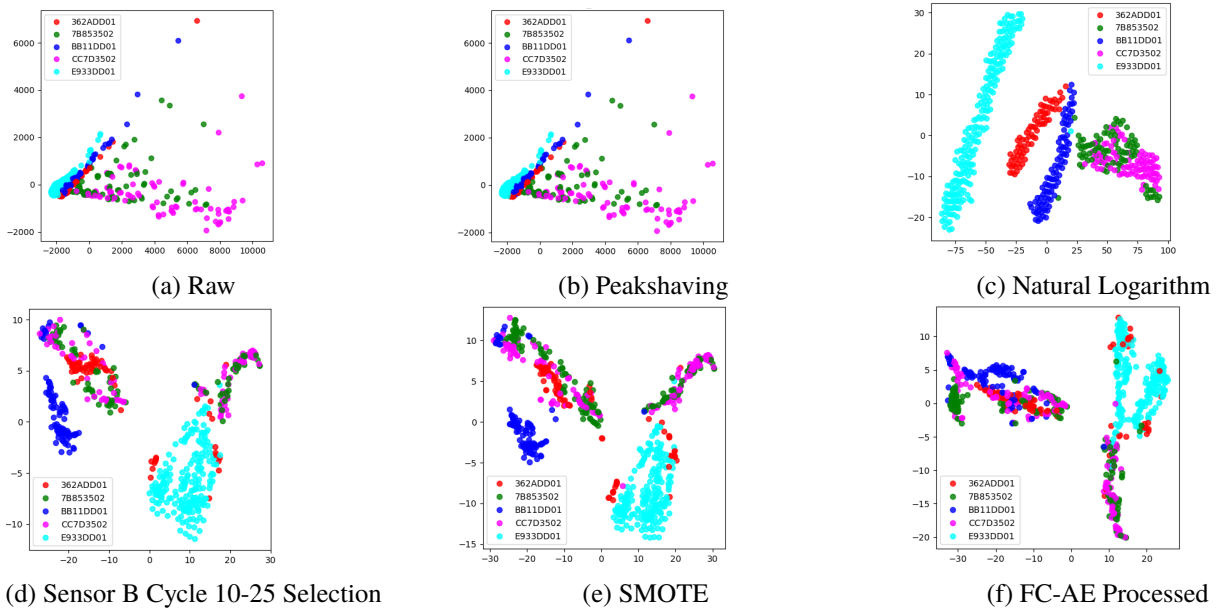 362ADD01
7B853502
BB11DD01
CC7D3502
E933DD01
6000
4000
2000
0
−2000
−2000 0 2000 4000 6000 8000 10000
(a) Raw
362ADD01
7B853502
BB11DD01
CC7D3502
E933DD01
6000
4000
2000
0
−2000
−2000 0 2000 4000 6000 8000 10000
(b) Peakshaving
362ADD01
7B853502
BB11DD01
CC7D3502
E933DD01
30
20
10
0
−10
−20
−75 −50 −25 0 25 50 75 100
(c) Natural Logarithm
10
5
0
−5
−10
362ADD01
7B853502
BB11DD01
CC7D3502
E933DD01
−20 −10 0 10 20
(d) Sensor B Cycle 10-25 Selection
15
10
5
0
−5
−10
−15
362ADD01
7B853502
BB11DD01
CC7D3502
E933DD01
−30 −20 −10 0 10 20 30
(e) SMOTE
10
5
0
−5
−10
−15
−20
362ADD01
7B853502
BB11DD01
CC7D3502
E933DD01
−30 −20 −10 0 10 20
(f) FC-AE Processed